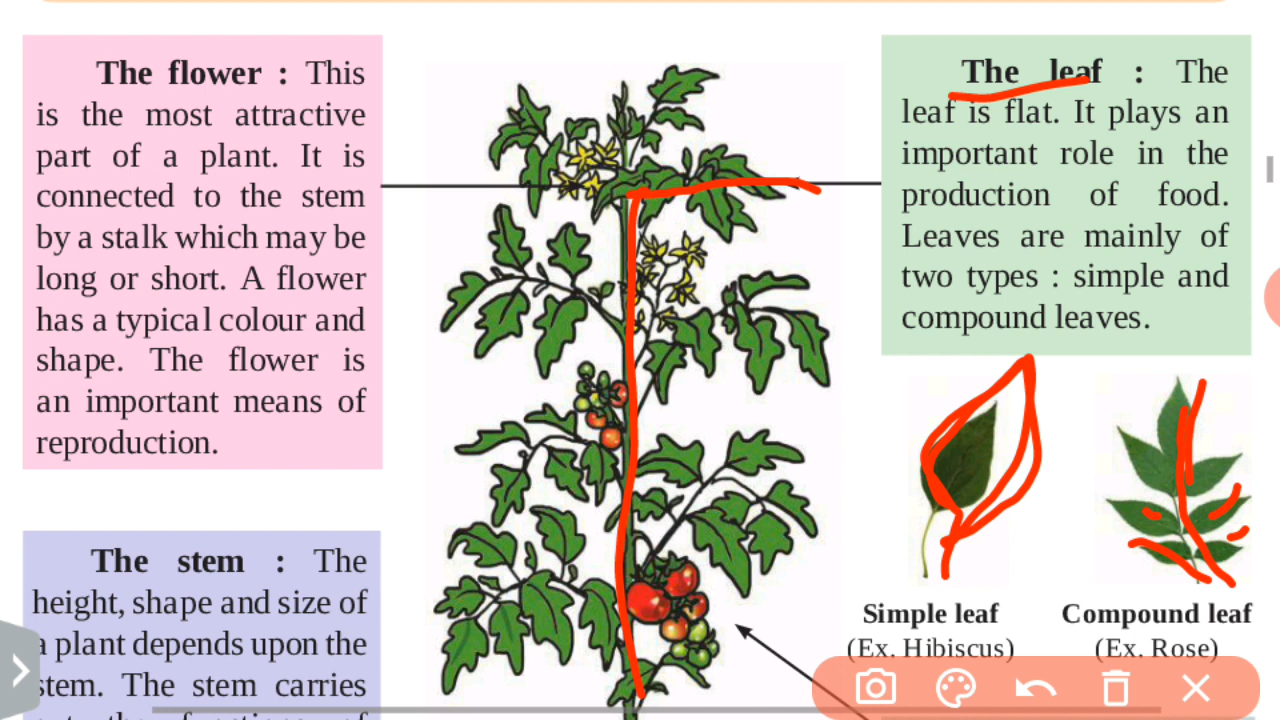 The flower : This
is the most attractive
part of a plant. It is
connected to the stem
by a stalk which may be
long or short. A flower
has a typical colour and
shape. The flower is
an important means of
reproduction.
The stem : The
height, shape and size of
a plant depends upon the
stem. The stem carries
The leaf : The
leaf is flat. It plays an
important role in the
production of food.
Leaves are mainly of
two types : simple and
compound leaves.
Simple leaf
(Ex. Hibiscus)
Compound leaf
(Ex. Rose)